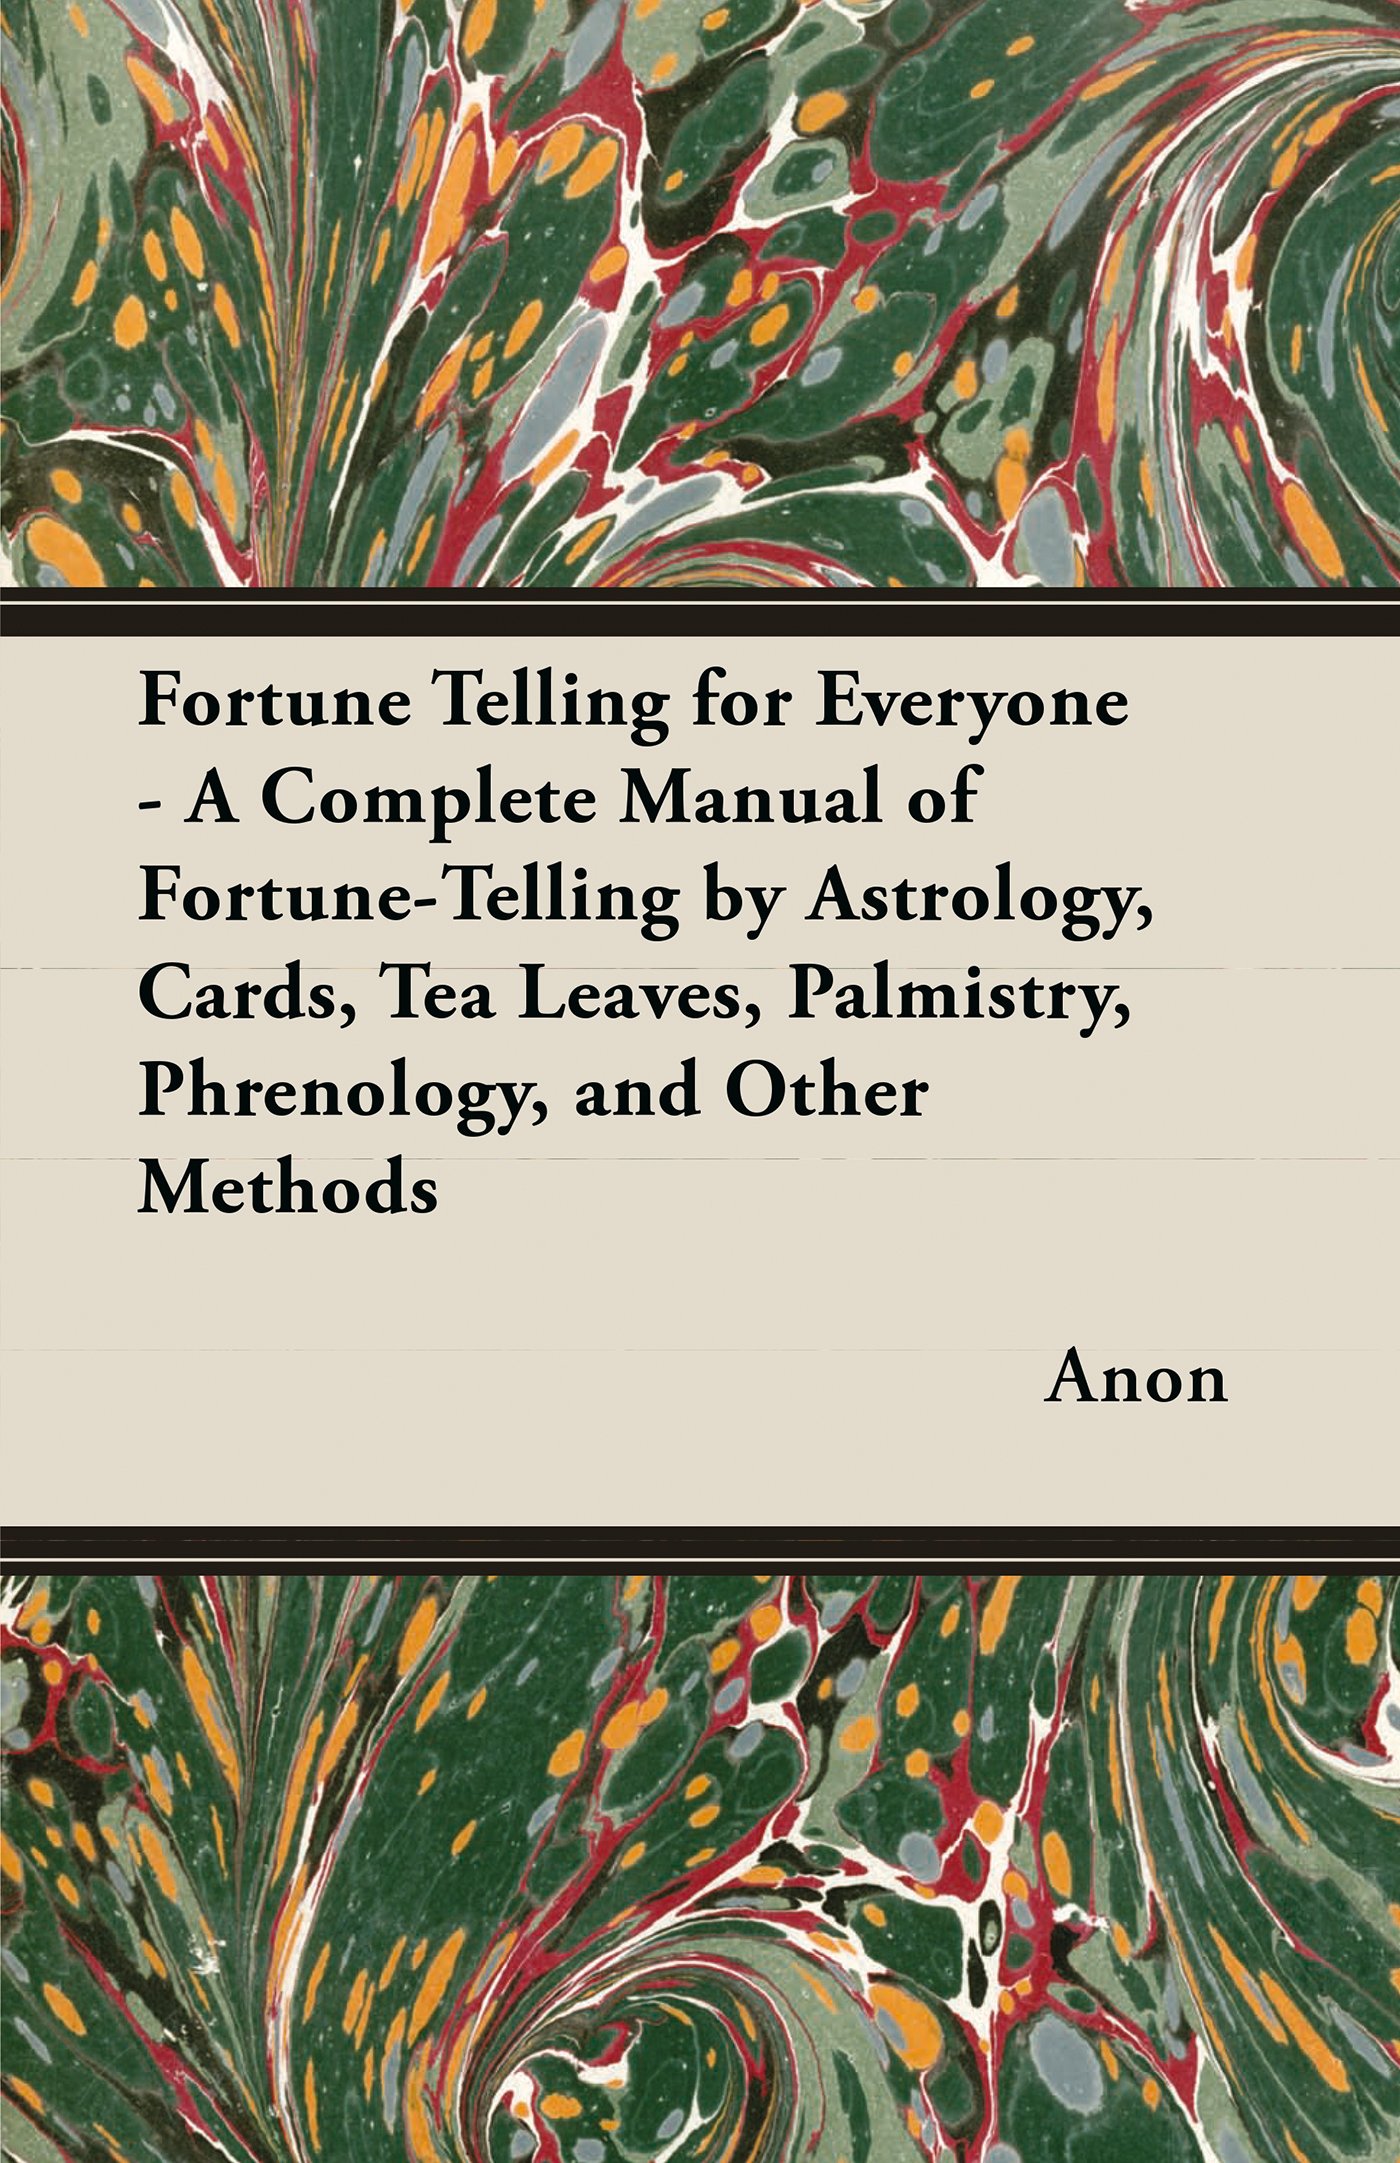 Fortune Telling for Everyone
- A Complete Manual of
Fortune-Telling by Astrology,
Cards, Tea Leaves, Palmistry,
Phrenology, and Other
Methods
Anon